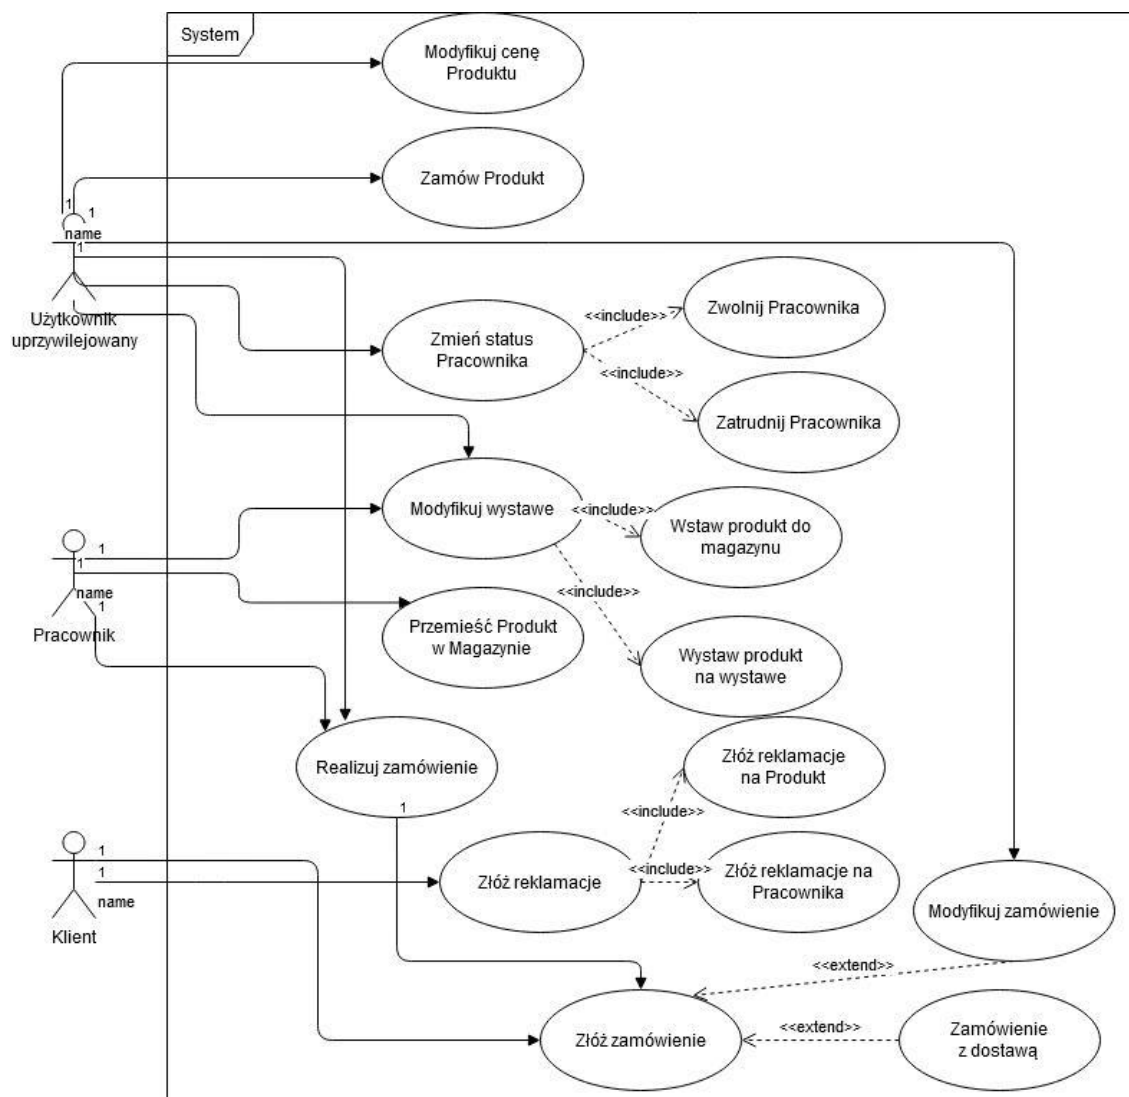 System
Modyfikuj cenę
Produktu
Zamów Produkt
1
1
name
1
Użytkownik
uprzywilejowany
Zmień status
Pracownika
<<include>>
Zwolnij Pracownika
<<include>>
Zatrudnij Pracownika
Modyfikuj wystawe
<<include>>
Wstaw produkt do
magazynu
1
1
name
1
Pracownik
<<include>>
Przemieść Produkt
w Magazynie
Wystaw produkt
na wystawe
Realizuj zamówienie
1
Złóż reklamacje
na Produkt
<<include>>
1
1
name
Klient
Złóż reklamacje
<<include>>
Złóż reklamacje na
Pracownika
Modyfikuj zamówienie
<<extend>>
Złóż zamówienie
<<extend>>
Zamówienie
z dostawą